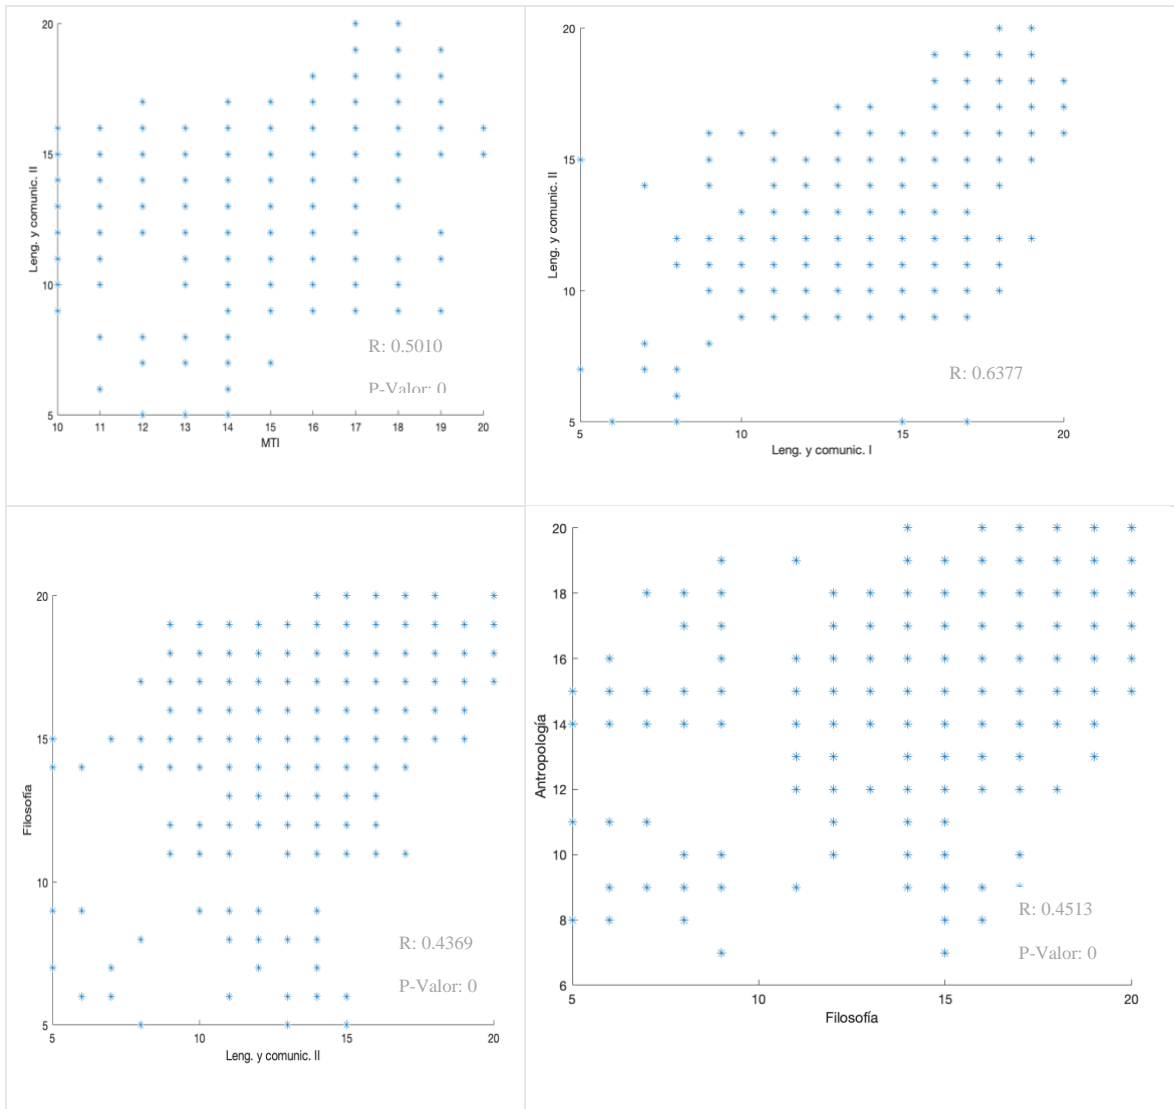 20
15
10
5
Leng. y comunic. II
10 11 12 13 14 15 16 17 18 19 20
MTI
R: 0.5010
P-Valor: 0
20
15
10
5
Leng. y comunic. II
5 10 15 20
Leng. y comunic. I
R: 0.6377
20
15
10
5
Filosofía
5 10 15 20
Leng. y comunic. II
R: 0.4369
P-Valor: 0
20
18
16
14
12
10
8
6
Antropología
5 10 15 20
Filosofía
R: 0.4513
P-Valor: 0